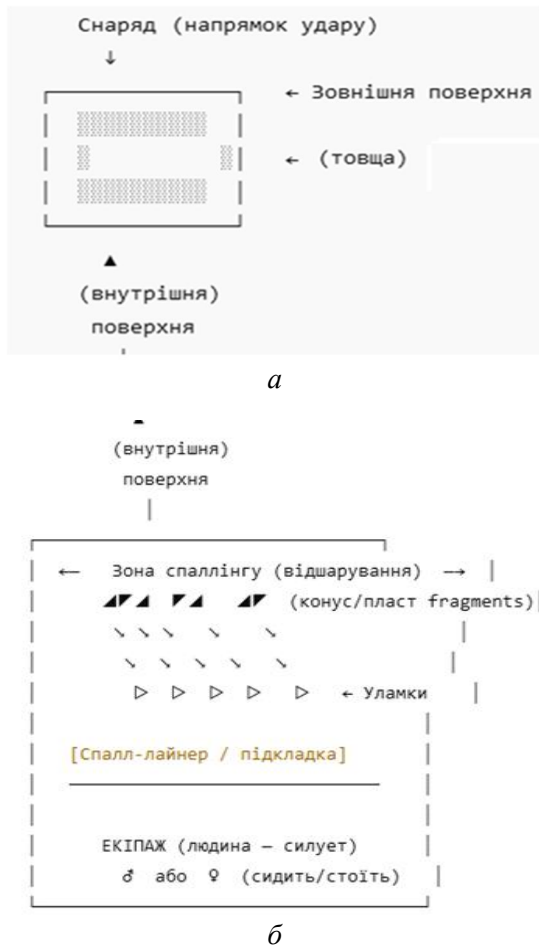 Снаряд (напрямок удару)
↓
← Зовнішня поверхня
← (товща)
▲
(внутрішня)
поверхня
а
(внутрішня)
поверхня
←— Зона спаллінгу (відшарування) —→
◢◤◢ ◤◢ ◢◤ (конус/пласт fragments)
↘ ↘ ↘ ↘ ↘
↘ ↘ ↘ ↘ ↘
▷ ▷ ▷ ▷ ▷ ← Уламки
[Спалл-лайнер / підкладка]
ЕКІПАЖ (людина — силует)
♂ або ♀ (сидить/стоїть)
б